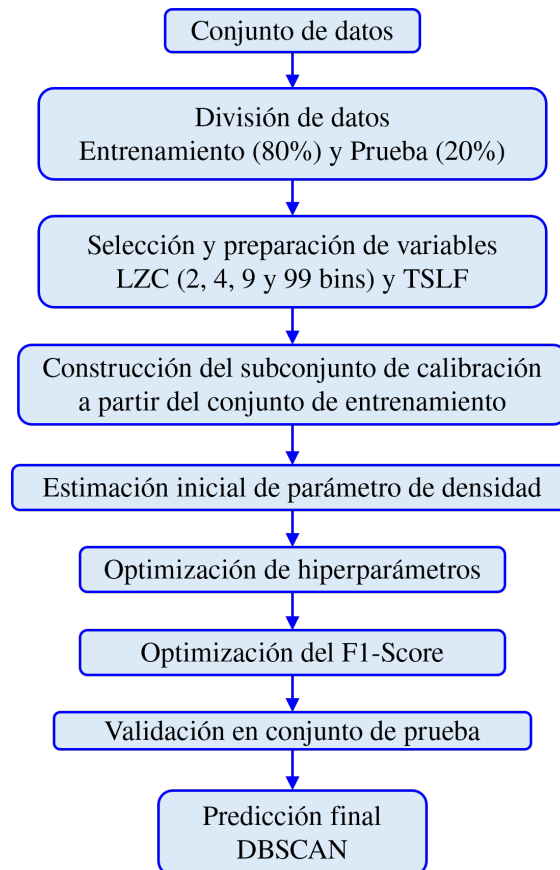 Conjunto de datos
División de datos
Entrenamiento (80%) y Prueba (20%)
Selección y preparación de variables
LZC (2, 4, 9 y 99 bins) y TSLF
Construcción del subconjunto de calibración
a partir del conjunto de entrenamiento
Estimación inicial de parámetro de densidad
Optimización de hiperparámetros
Optimización del F1-Score
Validación en conjunto de prueba
Predicción final
DBSCAN